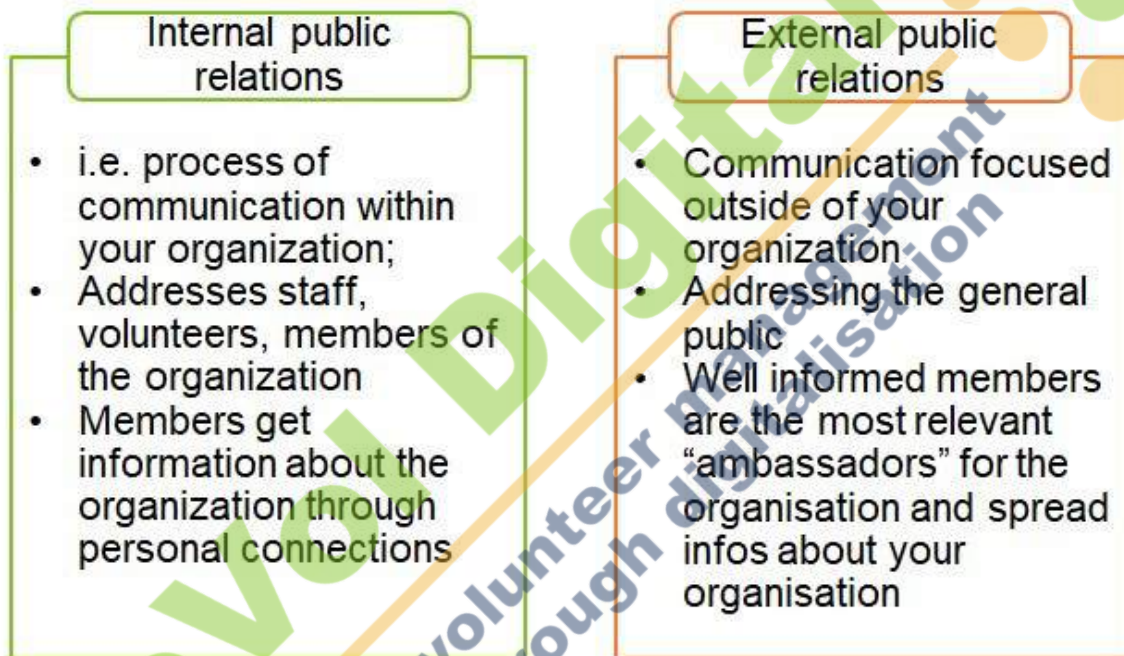 Internal public
relations
• i.e. process of
communication within
your organization;
• Addresses staff,
volunteers, members of
the organization
• Members get
information about the
organization through
personal connections
External public
relations
• Communication focused
outside of your
organization
• Addressing the general
public
• Well informed members
are the most relevant
“ambassadors” for the
organisation and spread
infos about your
organisation
Vol Digital
volunteer management
through digitalisation